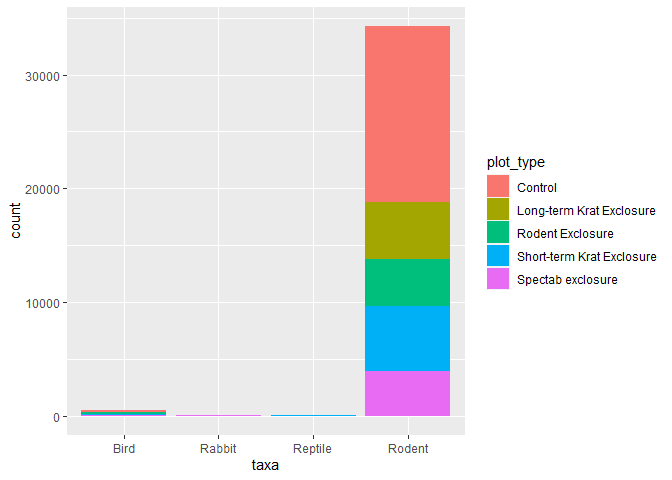 30000
20000
10000
0
count
Bird
Rabbit
Reptile
Rodent
taxa
plot_type
Control
Long-term Krat Exclosure
Rodent Exclosure
Short-term Krat Exclosure
Spectab exclosure